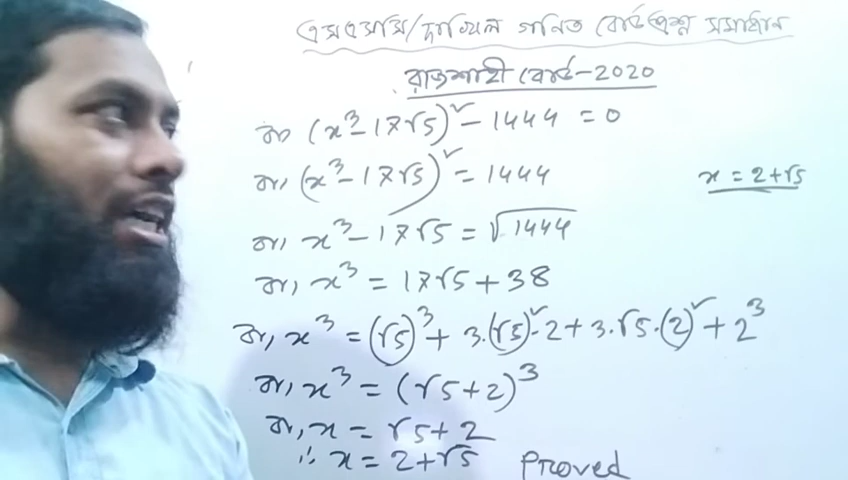 এসএসসি/দাখিল গনিত বোর্ডপ্রশ্ন সমাধান
রাজশাহী বোর্ড-2020
বা (x³-17√5)²-1444 = 0
বা, (x³-17√5)² = 1444
x = 2+√5
বা, x³-17√5 = √1444
বা, x³ = 17√5+38
বা, x³ = (√5)³+3.(√5)².2+3.√5.(2)²+2³
বা, x³ = (√5+2)³
বা, x = √5+2
∴ x = 2+√5 Proved